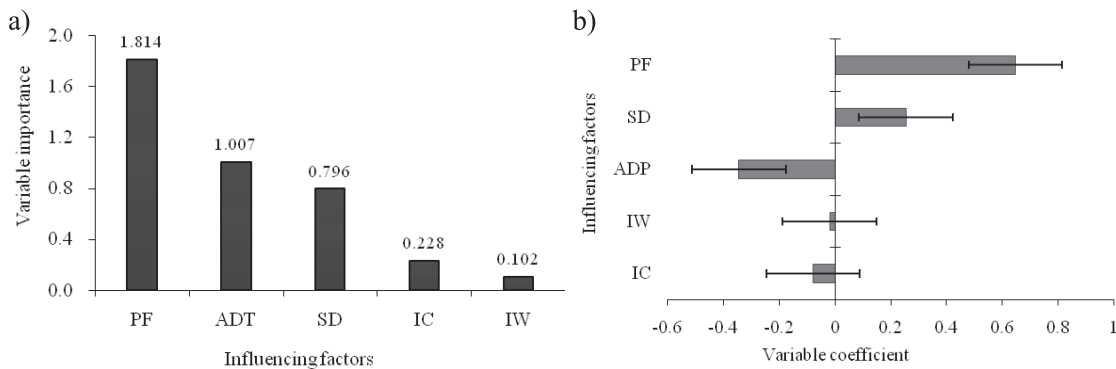 a)
Variable importance
2.0
1.6
1.2
0.8
0.4
0.0
1.814
1.007
0.796
0.228
0.102
PF ADT SD IC IW
Influencing factors
b)
Influencing factors
PF
SD
ADP
IW
IC
-0.6 -0.4 -0.2 0 0.2 0.4 0.6 0.8 1
Variable coefficient